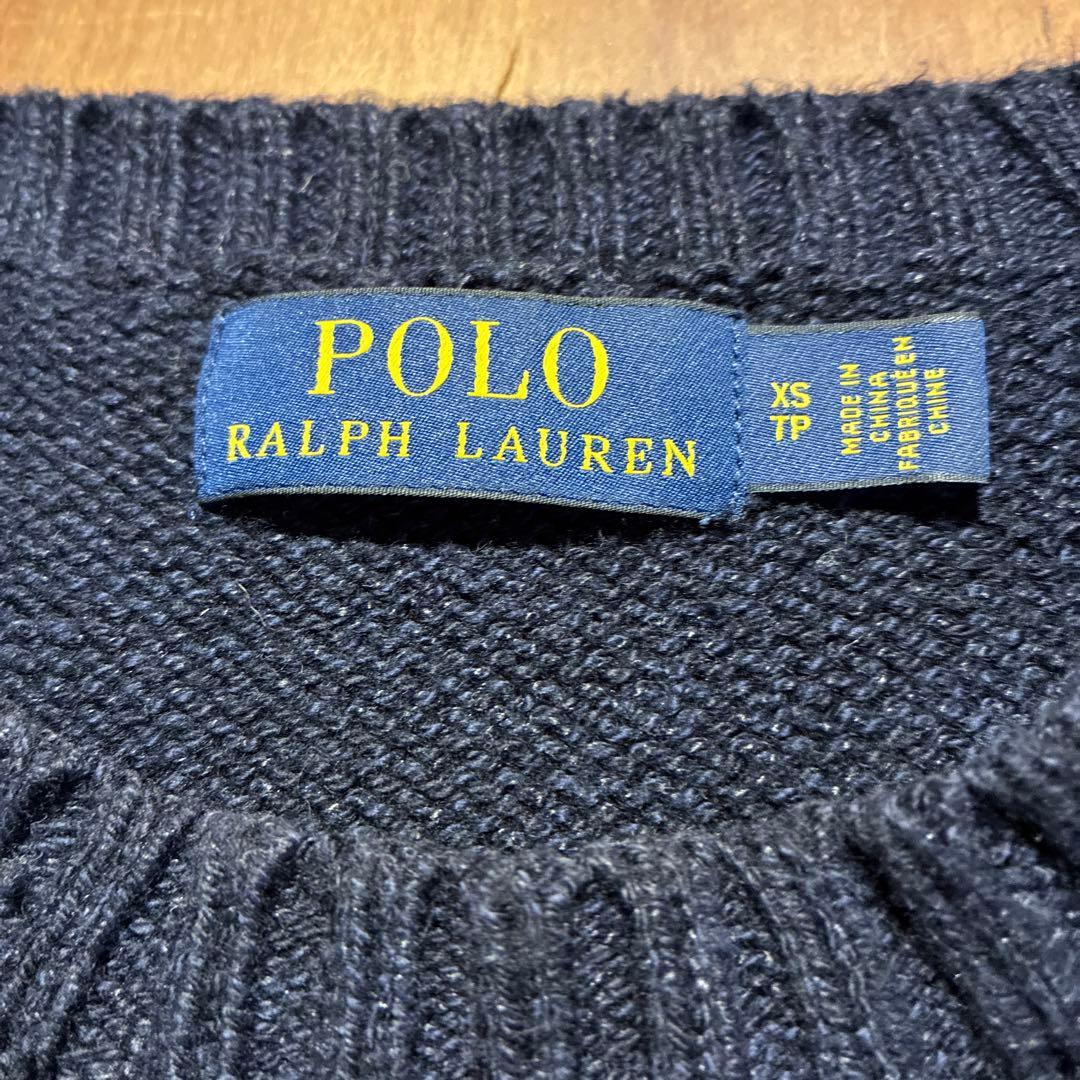 POLO
RALPH LAUREN
XS
TP
MADE IN
CHINA
FABRIQUÉ EN
CHINE